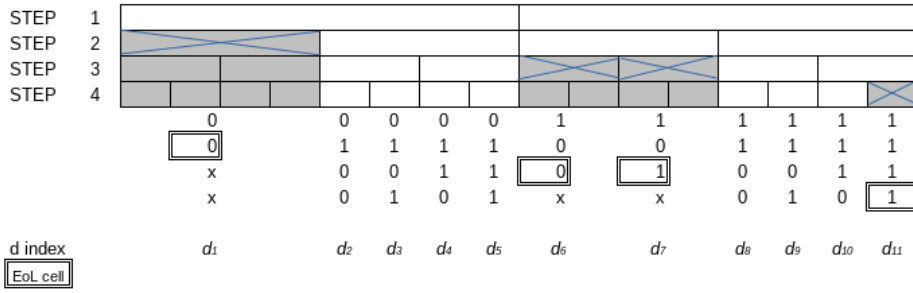 STEP 1
STEP 2
STEP 3
STEP 4
0 0 0 0 0 1 1 1 1 1 1
0 1 1 1 1 0 0 1 1 1 1
x 0 0 1 1 0 1 0 0 1 1
x 0 1 0 1 x x 0 1 0 1
d index d1 d2 d3 d4 d5 d6 d7 d8 d9 d10 d11
EoL cell